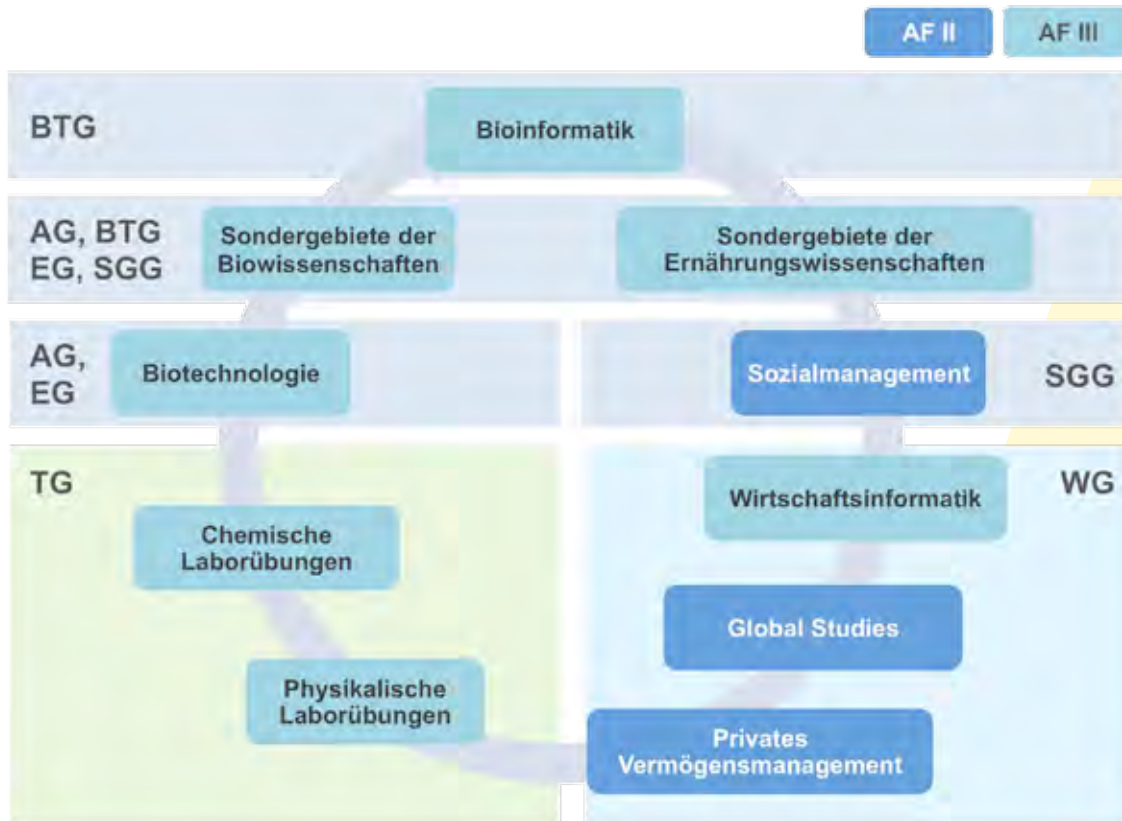 AF II
AF III
BTG
Bioinformatik
AG, BTG
EG, SGG
Sondergebiete der
Biowissenschaften
Sondergebiete der
Ernährungswissenschaften
AG,
EG
Biotechnologie
Sozialmanagement
SGG
TG
Chemische
Laborübungen
Physikalische
Laborübungen
Wirtschaftsinformatik
WG
Global Studies
Privates
Vermögensmanagement